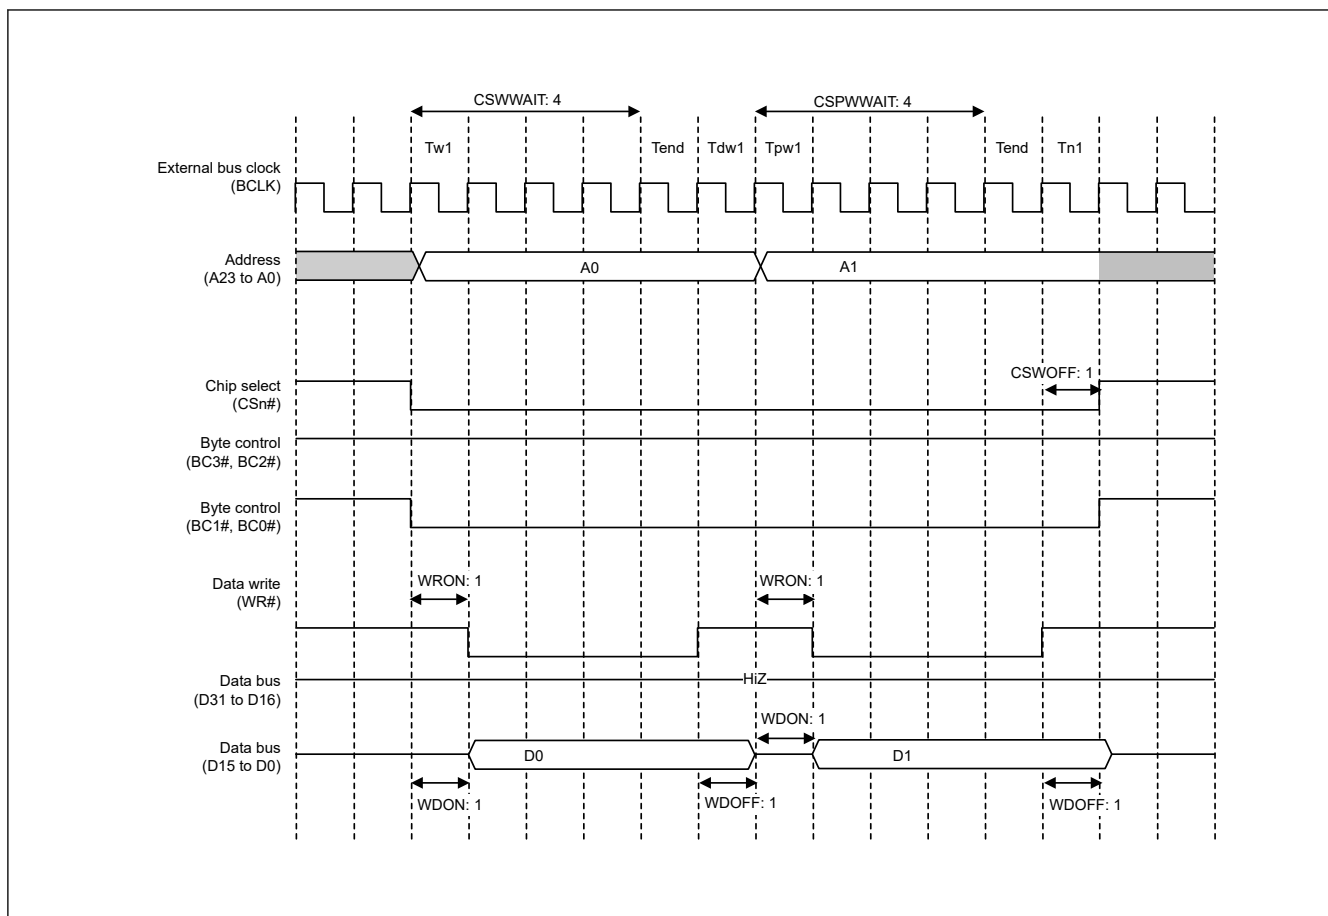 CSWWAIT: 4
CSPWWAIT: 4
Tw1
Tend
Tdw1
Tpw1
Tend
Tn1
External bus clock
(BCLK)
Address
(A23 to A0)
A0
A1
Chip select
(CSn#)
CSWOFF: 1
Byte control
(BC3#, BC2#)
Byte control
(BC1#, BC0#)
Data write
(WR#)
WRON: 1
WRON: 1
Data bus
(D31 to D16)
HiZ
WDON: 1
Data bus
(D15 to D0)
D0
D1
WDON: 1
WDOFF: 1
WDOFF: 1